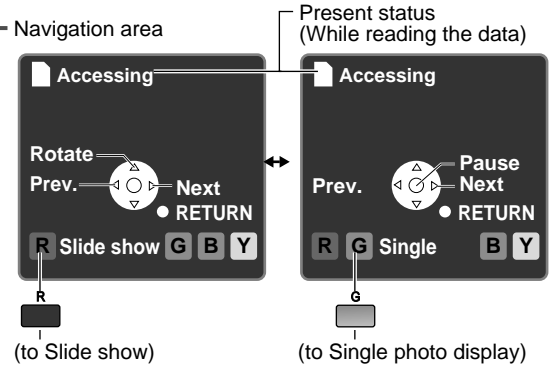 Navigation area
Present status
(While reading the data)
Accessing
Rotate
Prev.
Next
RETURN
R Slide show G B Y
R
(to Slide show)
Accessing
Pause
Prev.
Next
RETURN
R G Single B Y
G
(to Single photo display)